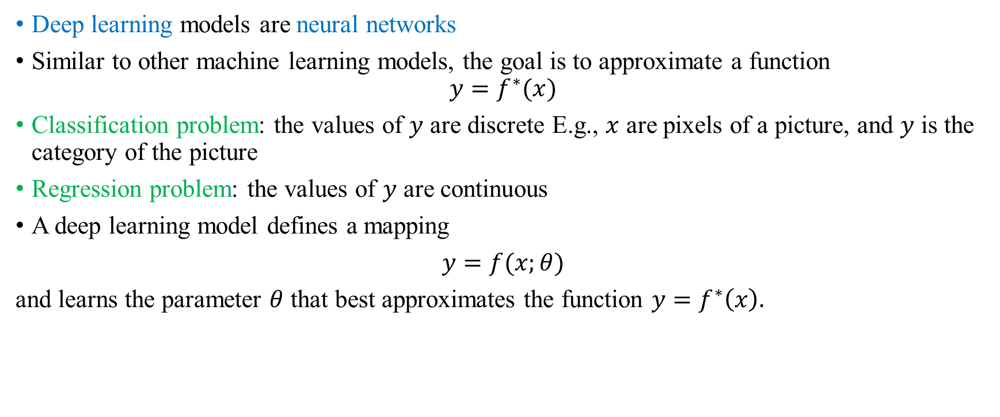 • Deep learning models are neural networks
• Similar to other machine learning models, the goal is to approximate a function
y = f*(x)
• Classification problem: the values of y are discrete E.g., x are pixels of a picture, and y is the
category of the picture
• Regression problem: the values of y are continuous
• A deep learning model defines a mapping
y = f(x; θ)
and learns the parameter θ that best approximates the function y = f*(x).